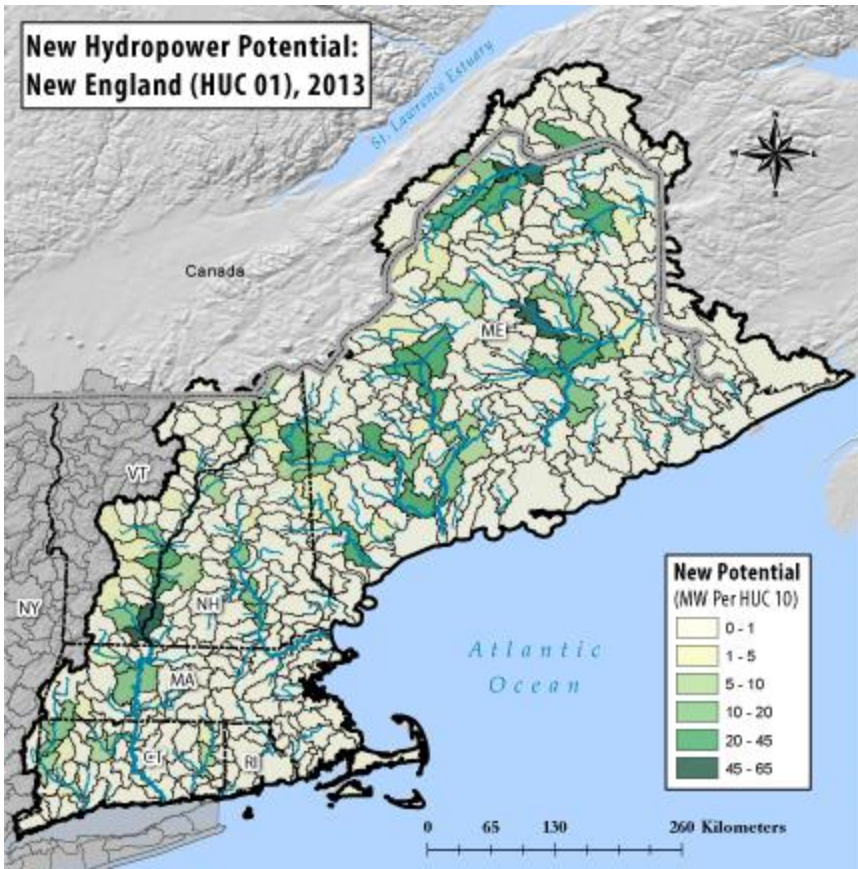 New Hydropower Potential:
New England (HUC 01), 2013
St. Lawrence Estuary
N
W
E
S
Canada
ME
VT
NY
NH
MA
CT
RI
Atlantic
Ocean
New Potential
(MW Per HUC 10)
0 - 1
1 - 5
5 - 10
10 - 20
20 - 45
45 - 65
0 65 130 260 Kilometers